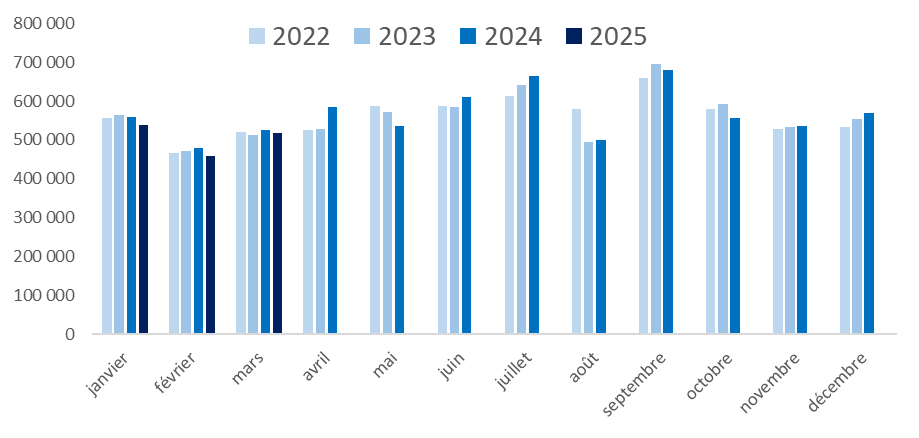 800 000
2022 2023 2024 2025
700 000
600 000
500 000
400 000
300 000
200 000
100 000
0
janvier
février
mars
avril
mai
juin
juillet
août
septembre
octobre
novembre
décembre